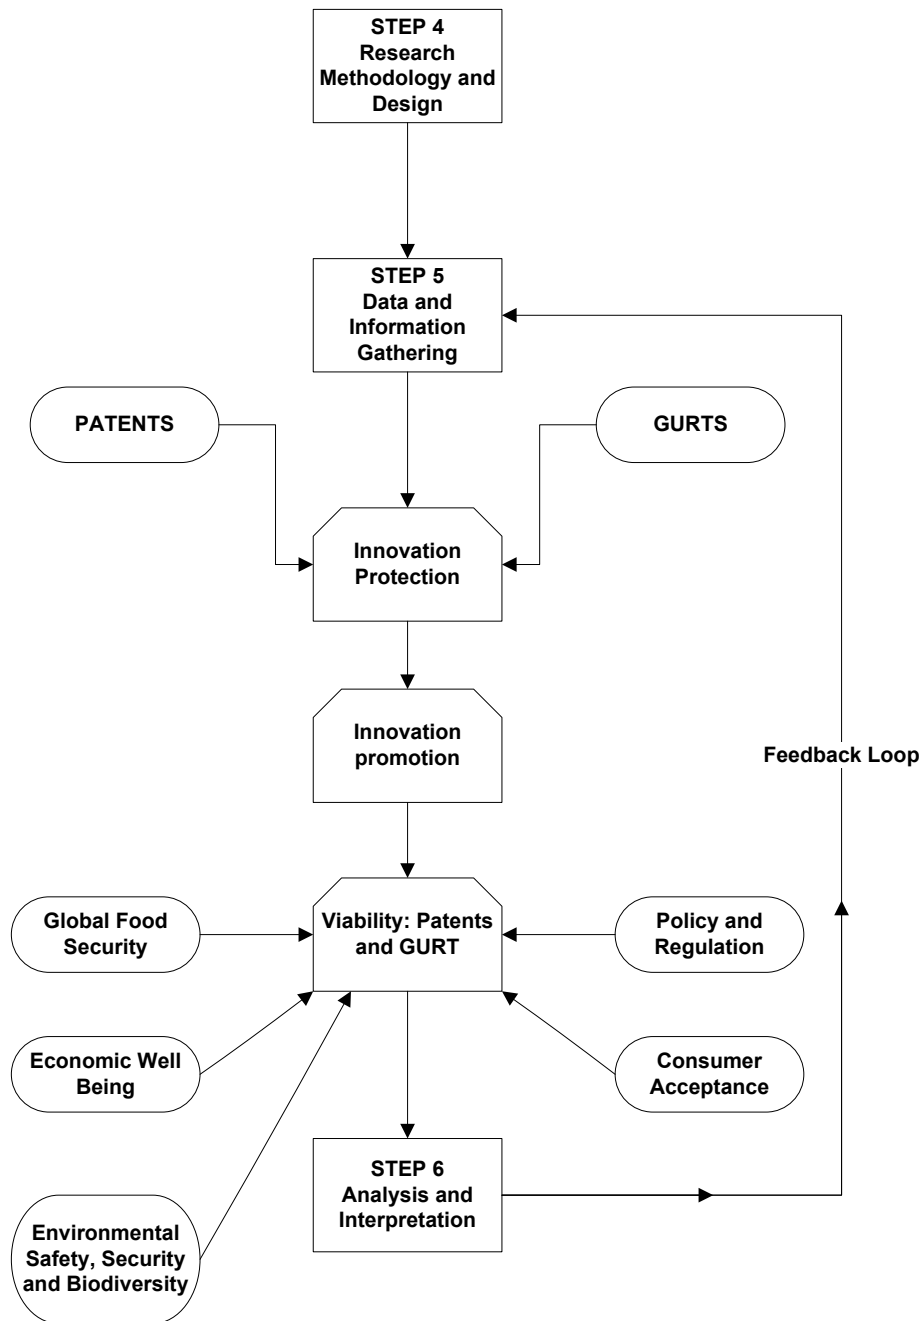 STEP 4
Research
Methodology and
Design
STEP 5
Data and
Information
Gathering
PATENTS
GURTS
Innovation
Protection
Innovation
promotion
Feedback Loop
Global Food
Security
Viability: Patents
and GURT
Policy and
Regulation
Economic Well
Being
Consumer
Acceptance
STEP 6
Analysis and
Interpretation
Environmental
Safety, Security
and Biodiversity